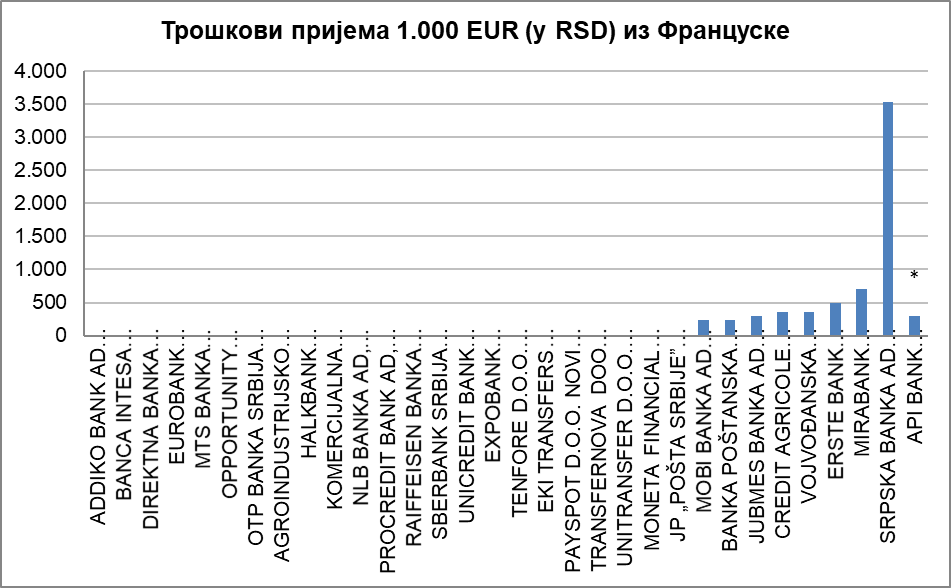 Трошкови пријема 1.000 EUR (у RSD) из Француске
4.000
3.500
3.000
2.500
2.000
1.500
1.000
500
0
*
ADDIKO BANK AD…
BANCA INTESA…
DIREKTNA BANKA…
EUROBANK…
MTS BANKA…
OPPORTUNITY…
OTP BANKA SRBIJA…
AGROINDUSTRIJSKO…
HALKBANK…
KOMERCIJALNA…
NLB BANKA AD,…
PROCREDIT BANK AD,…
RAIFFEISEN BANKA…
SBERBANK SRBIJA…
UNICREDIT BANK…
EXPOBANK…
TENFORE D.O.O.…
EKI TRANSFERS…
PAYSPOT D.O.O. NOVI…
TRANSFERNOVA DOO…
UNITRANSFER D.O.O.…
MONETA FINANCIAL…
JP „POŠTA SRBIJE”…
MOBI BANKA AD…
BANKA POŠTANSKA…
JUBMES BANKA AD…
CREDIT AGRICOLE…
VOJVOĐANSKA…
ERSTE BANK…
MIRABANK…
SRPSKA BANKA AD…
API BANK…